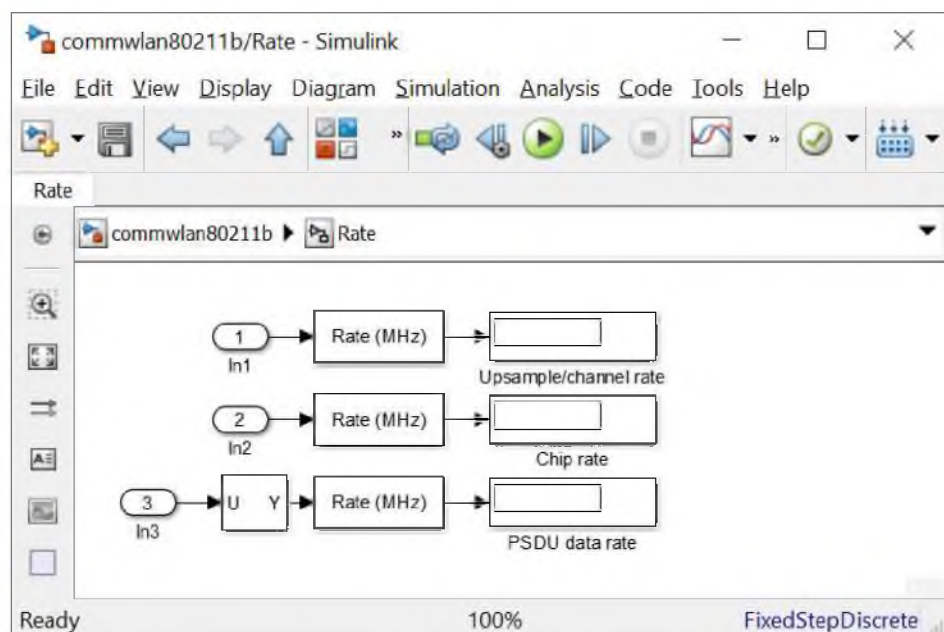 commwlan80211b/Rate - Simulink
File Edit View Display Diagram Simulation Analysis Code Tools Help
Rate
commwlan80211b Rate
1 Rate (MHz)
In1 Upsample/channel rate
2 Rate (MHz)
In2 Chip rate
3 U Y Rate (MHz)
In3 PSDU data rate
Ready 100% FixedStepDiscrete